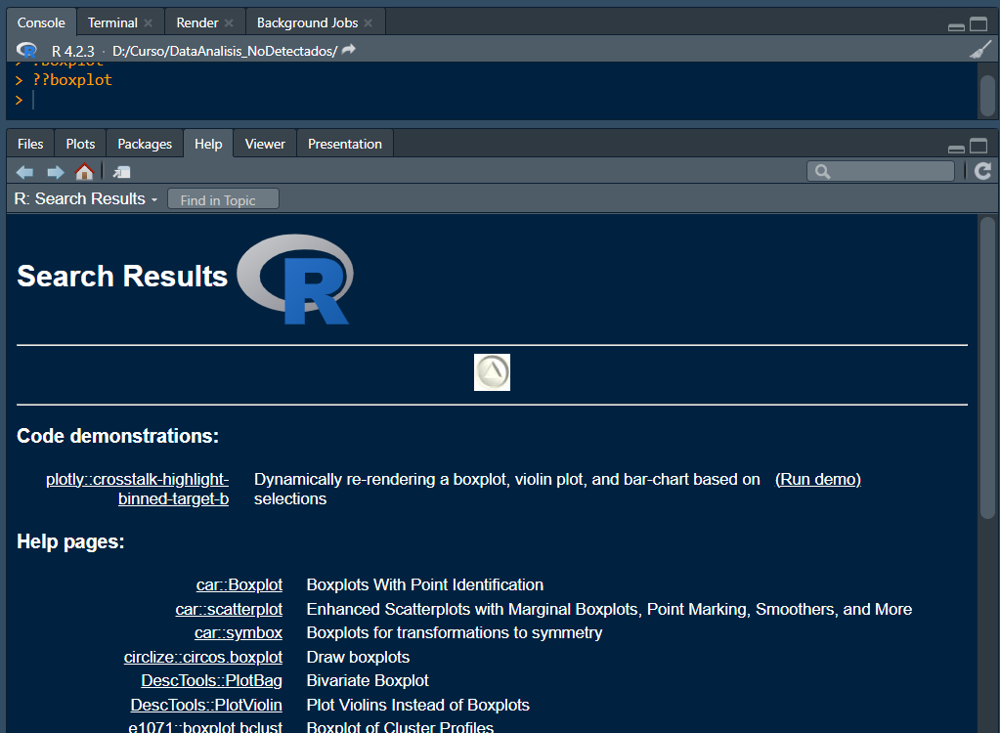 Console Terminal Render Background Jobs
R 4.2.3 · D:/Curso/DataAnalisis_NoDetectados/
> ?boxplot
> ??boxplot
>
Files Plots Packages Help Viewer Presentation
R: Search Results Find in Topic
Search Results R
Code demonstrations:
plotly::crosstalk-highlight- Dynamically re-rendering a boxplot, violin plot, and bar-chart based on (Run demo)
binned-target-b selections
Help pages:
car::Boxplot Boxplots With Point Identification
car::scatterplot Enhanced Scatterplots with Marginal Boxplots, Point Marking, Smoothers, and More
car::symbox Boxplots for transformations to symmetry
circlize::circos.boxplot Draw boxplots
DescTools::PlotBag Bivariate Boxplot
DescTools::PlotViolin Plot Violins Instead of Boxplots
e1071::boxplot.bclust Boxplot of Cluster Profiles